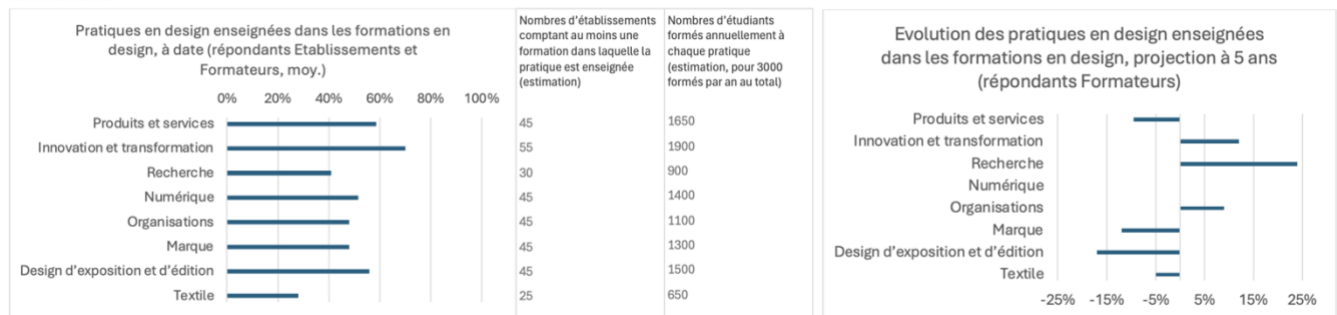 Pratiques en design enseignées dans les formations en
design, à date (répondants Etablissements et
Formateurs, moy.)
0% 20% 40% 60% 80% 100%
Nombres d'établissements
comptant au moins une
formation dans laquelle la
pratique est enseignée
(estimation)
Nombres d'étudiants
formés annuellement à
chaque pratique
(estimation, pour 3000
formés par an au total)
Produits et services 45 1650
Innovation et transformation 55 1900
Recherche 30 900
Numérique 45 1400
Organisations 45 1100
Marque 45 1300
Design d'exposition et d'édition 45 1500
Textile 25 650
Evolution des pratiques en design enseignées
dans les formations en design, projection à 5 ans
(répondants Formateurs)
Produits et services
Innovation et transformation
Recherche
Numérique
Organisations
Marque
Design d'exposition et d'édition
Textile
-25% -15% -5% 5% 15% 25%